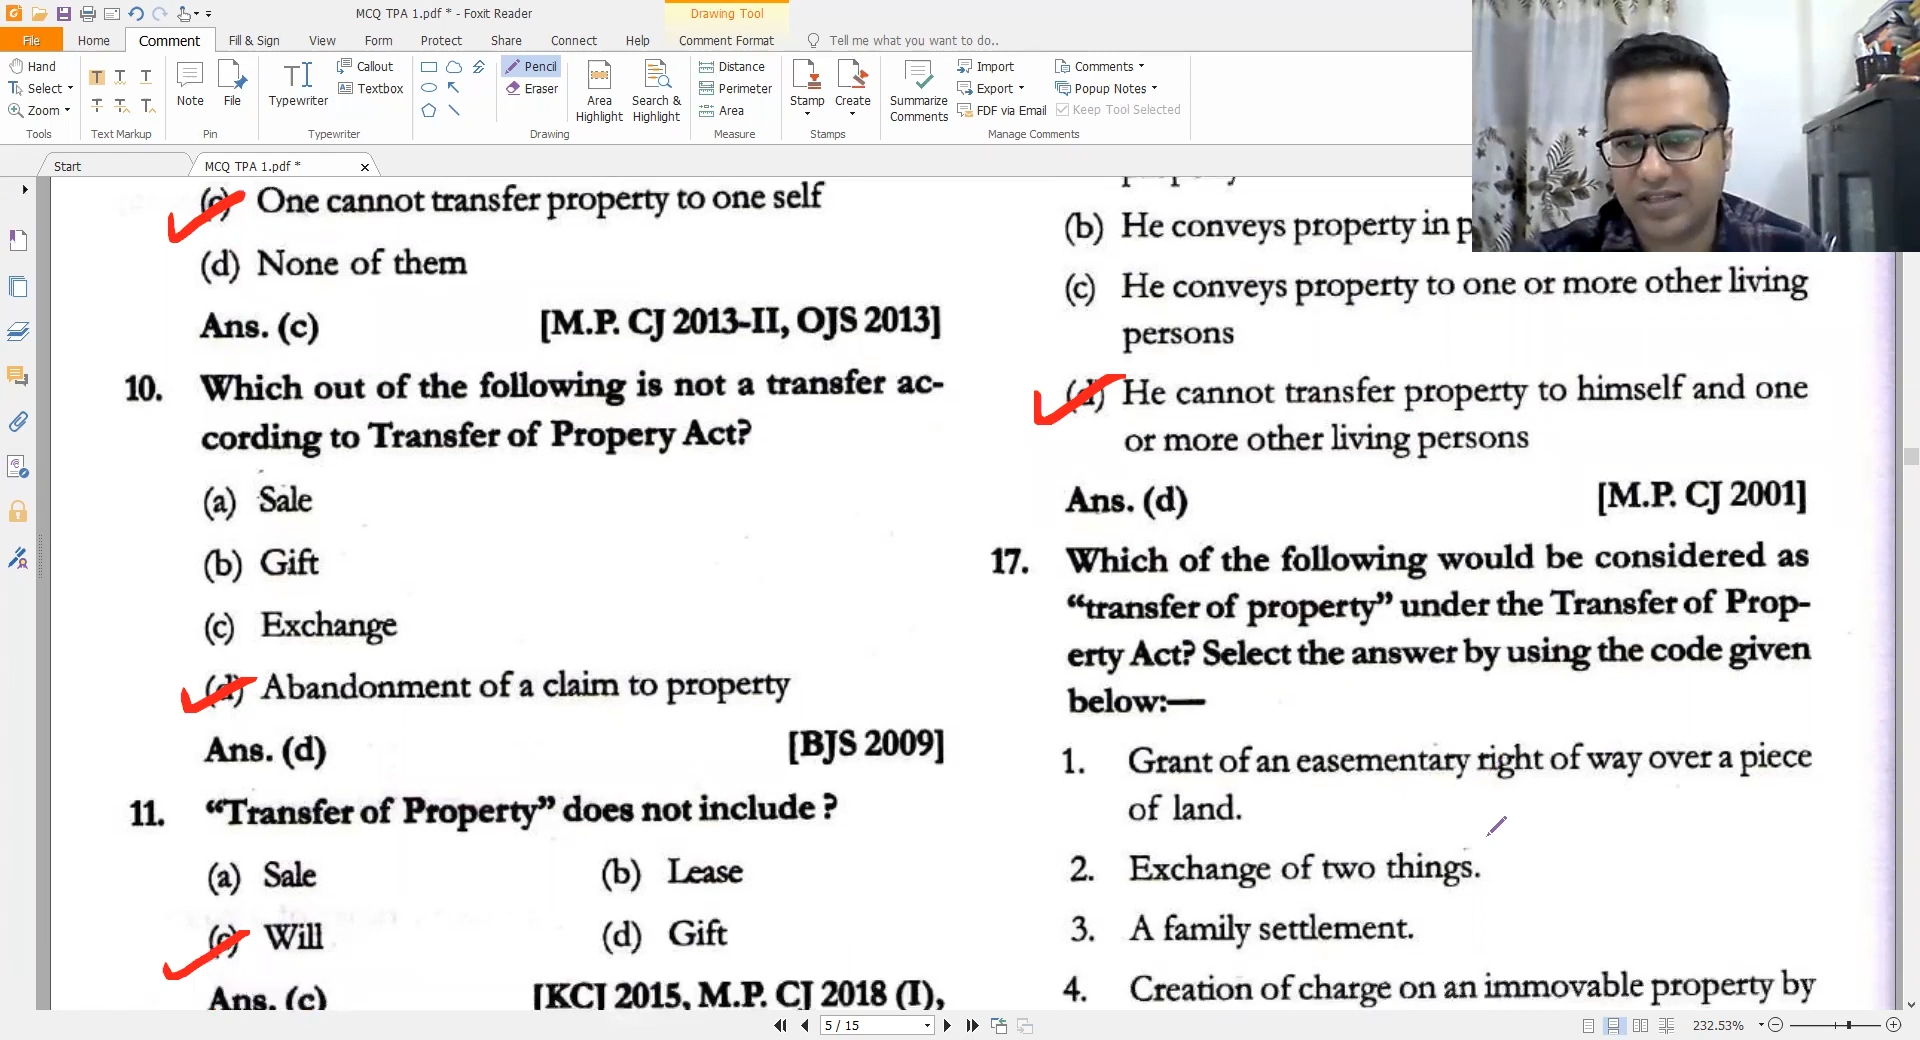 MCQ TPA 1.pdf * - Foxit Reader
Drawing Tool
File
Home
Comment
Fill & Sign
View
Form
Protect
Share
Connect
Help
Comment Format
Tell me what you want to do..
Hand
Select
Zoom
Tools
Text Markup
Note
File
Pin
Typewriter
Callout
Textbox
Typewriter
Pencil
Eraser
Area
Highlight
Search &
Highlight
Drawing
Distance
Perimeter
Area
Measure
Stamp
Create
Stamps
Summarize
Comments
Import
Export
FDF via Email
Comments
Popup Notes
Keep Tool Selected
Manage Comments
Start
MCQ TPA 1.pdf *
(c) One cannot transfer property to one self
(d) None of them
Ans. (c) [M.P. CJ 2013-II, OJS 2013]
10. Which out of the following is not a transfer ac-
cording to Transfer of Propery Act?
(a) Sale
(b) Gift
(c) Exchange
(d) Abandonment of a claim to property
Ans. (d) [BJS 2009]
11. “Transfer of Property” does not include ?
(a) Sale (b) Lease
(c) Will (d) Gift
Ans. (c) [KCJ 2015, M.P. CJ 2018 (I),
(b) He conveys property in
(c) He conveys property to one or more other living
persons
(d) He cannot transfer property to himself and one
or more other living persons
Ans. (d) [M.P. CJ 2001]
17. Which of the following would be considered as
“transfer of property” under the Transfer of Prop-
erty Act? Select the answer by using the code given
below:—
1. Grant of an easementary right of way over a piece
of land.
2. Exchange of two things.
3. A family settlement.
4. Creation of charge on an immovable property by
5 / 15
232.53%